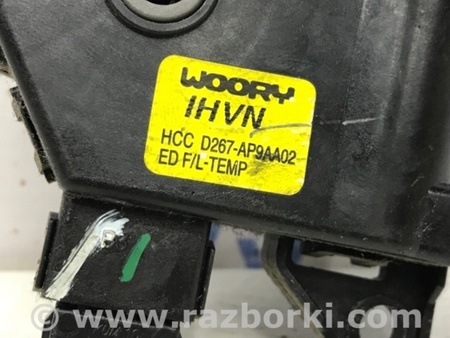 WOORY
IHVN
HCC D267-AP9AA02
ED F/L-TEMP
© www.razborki.com